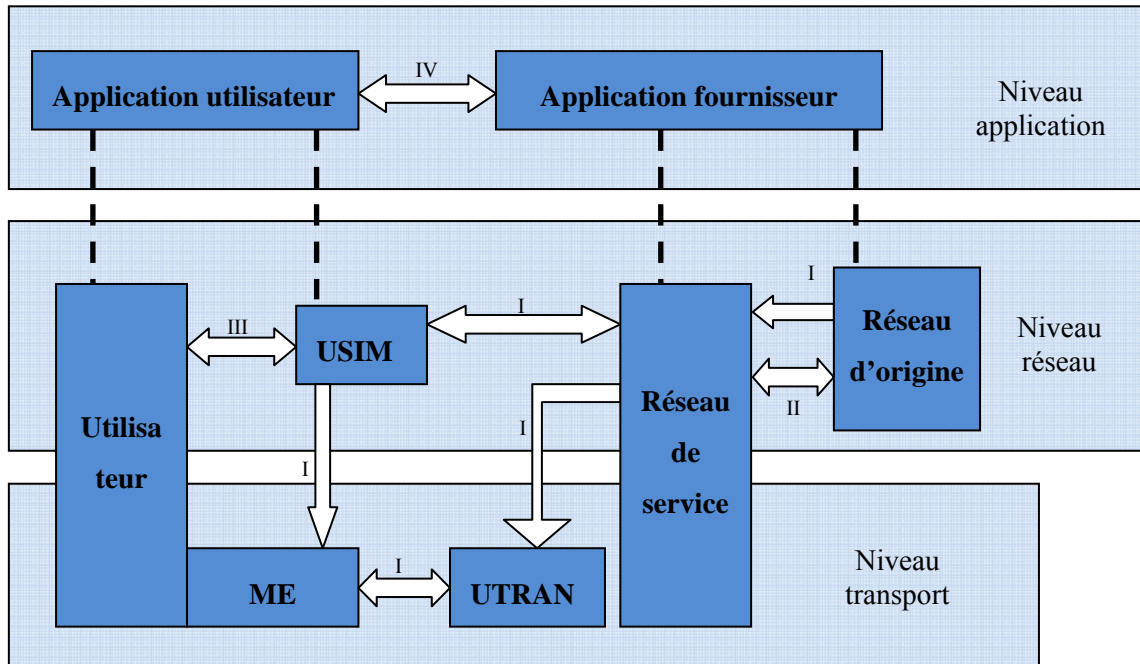 IV
Application utilisateur
Application fournisseur
Niveau
application
I
I
III
USIM
Réseau
d'origine
Niveau
réseau
II
Utilisa
teur
I
I
Réseau
de
service
ME
I
UTRAN
Niveau
transport